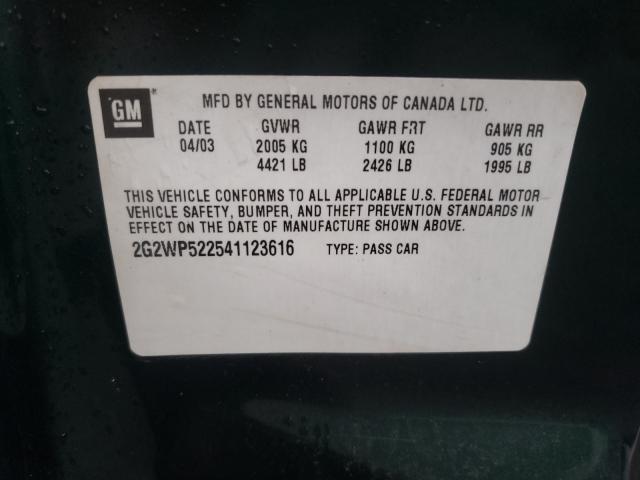 GM ®
MFD BY GENERAL MOTORS OF CANADA LTD.
DATE GVWR GAWR FRT GAWR RR
04/03 2005 KG 1100 KG 905 KG
4421 LB 2426 LB 1995 LB
THIS VEHICLE CONFORMS TO ALL APPLICABLE U.S. FEDERAL MOTOR
VEHICLE SAFETY, BUMPER, AND THEFT PREVENTION STANDARDS IN
EFFECT ON THE DATE OF MANUFACTURE SHOWN ABOVE.
2G2WP522541123616 TYPE: PASS CAR